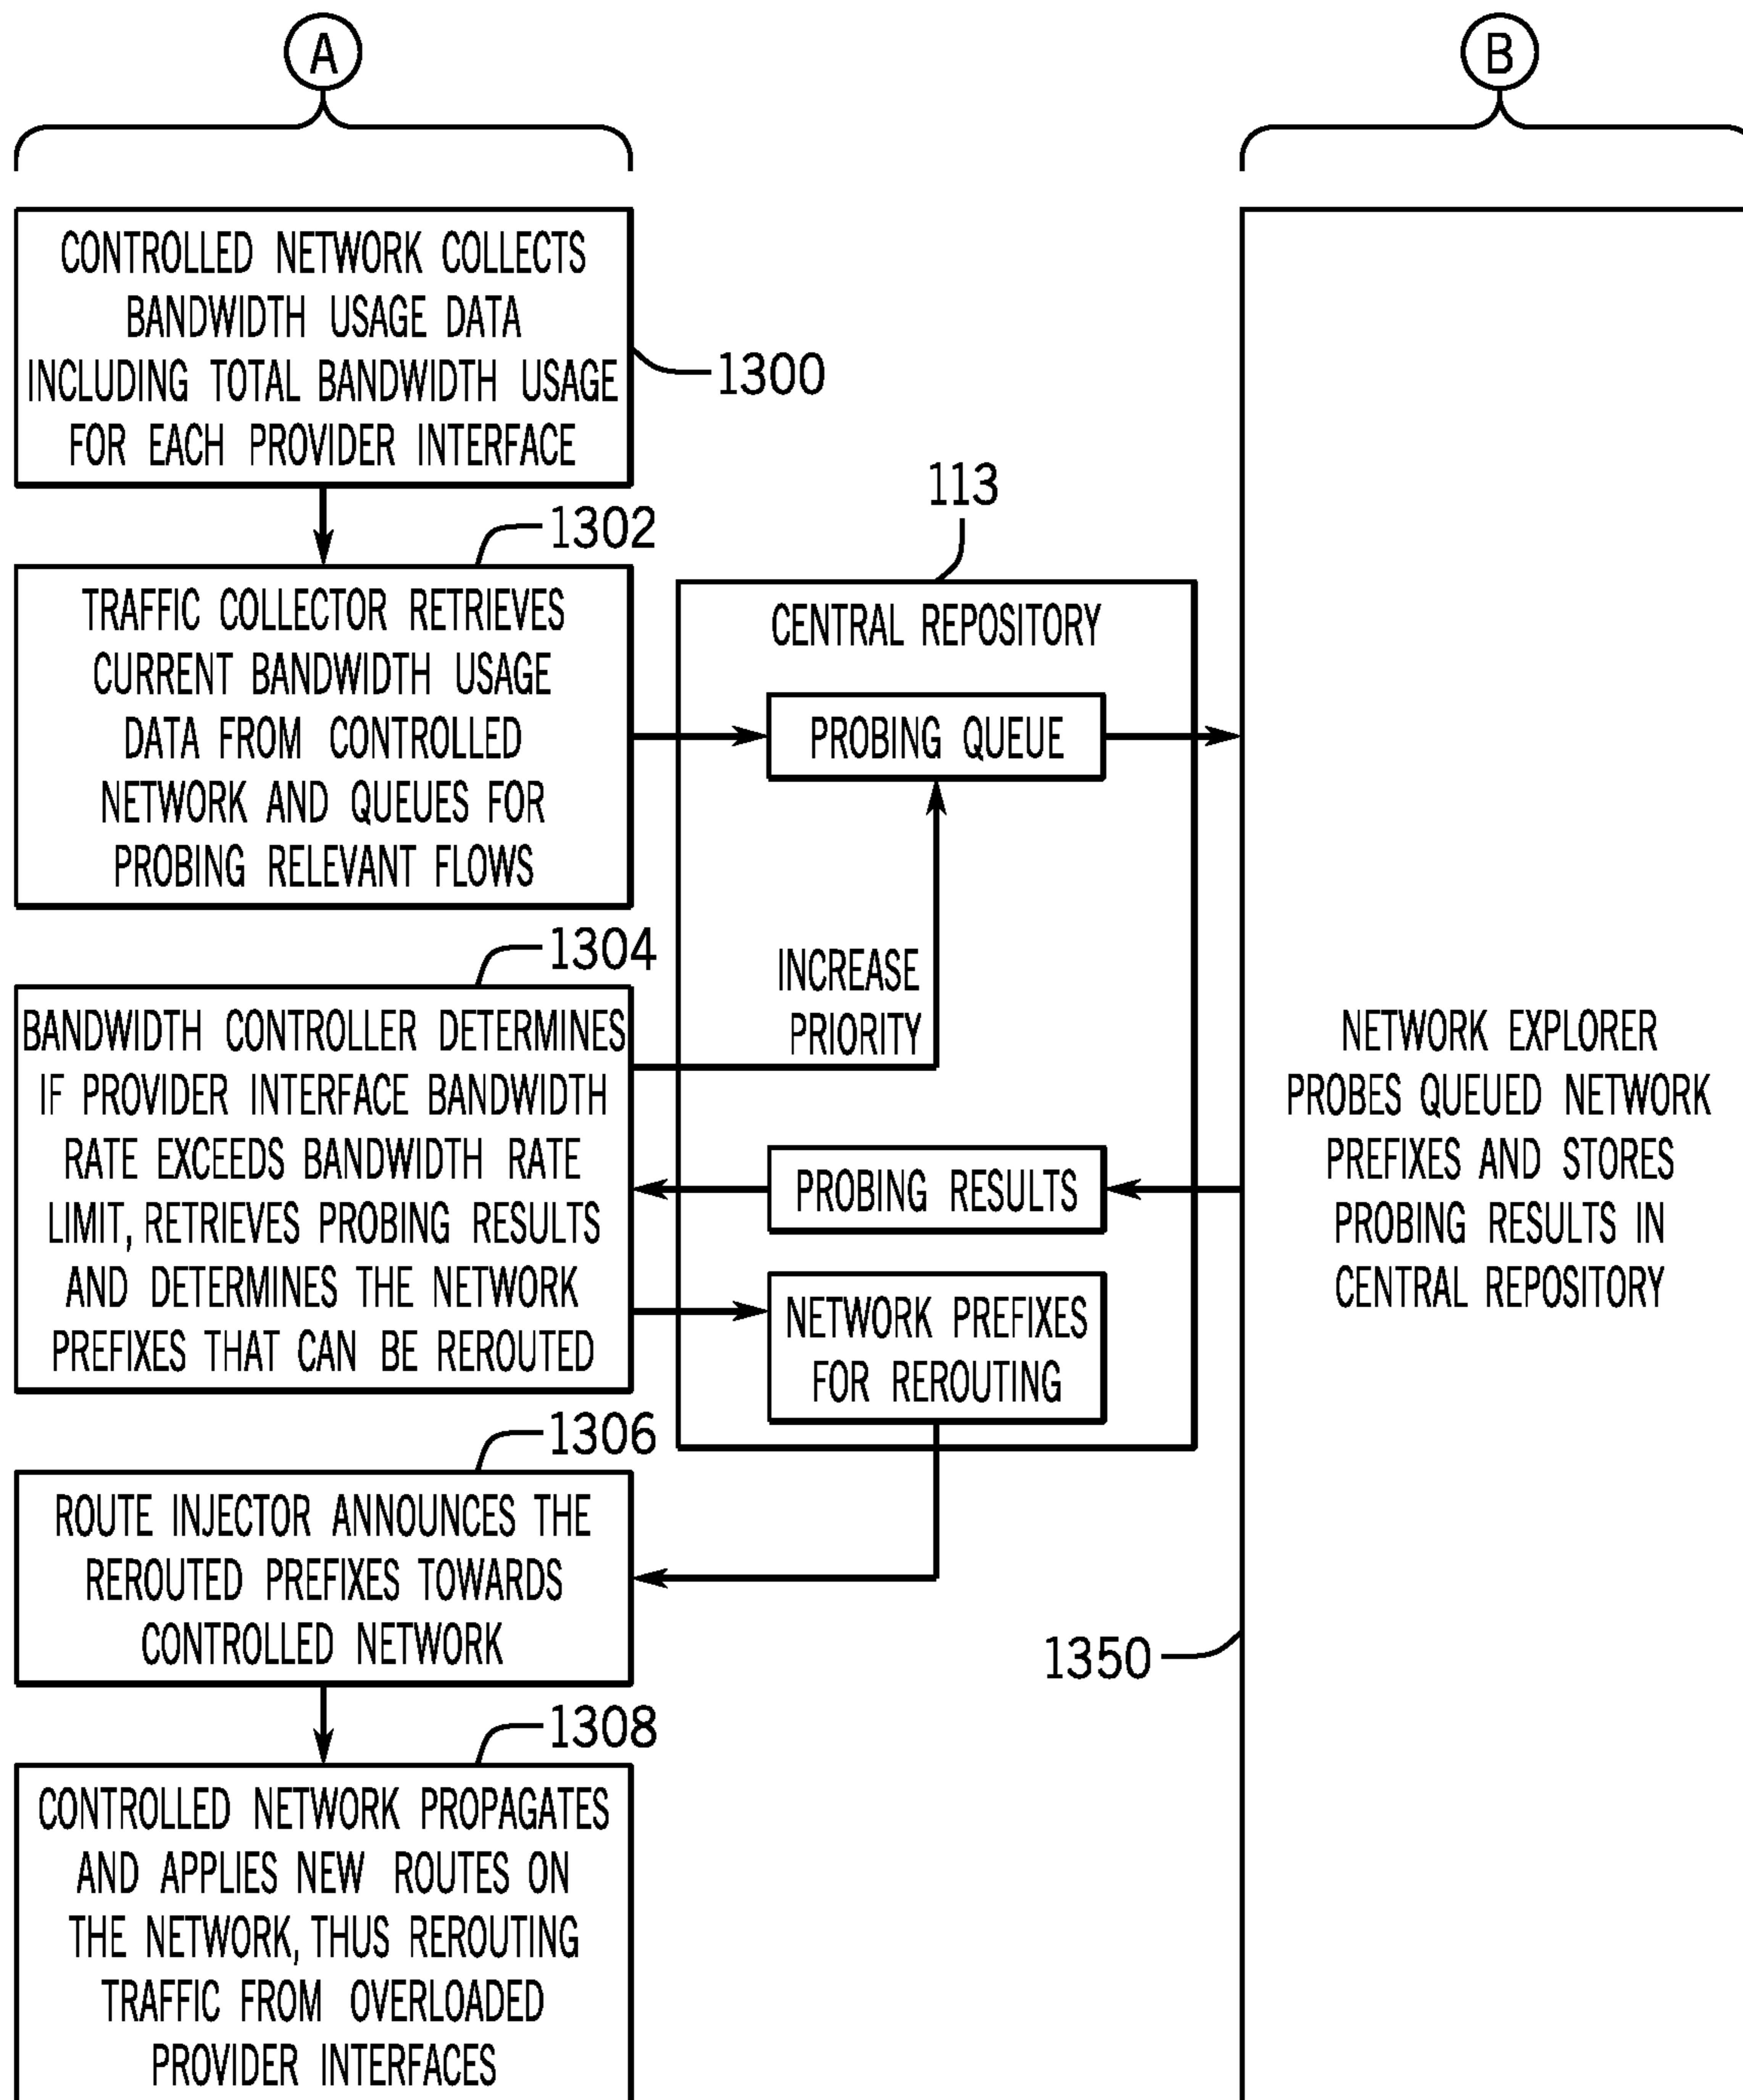 A
B
CONTROLLED NETWORK COLLECTS
BANDWIDTH USAGE DATA
INCLUDING TOTAL BANDWIDTH USAGE
FOR EACH PROVIDER INTERFACE
1300
1302
TRAFFIC COLLECTOR RETRIEVES
CURRENT BANDWIDTH USAGE
DATA FROM CONTROLLED
NETWORK AND QUEUES FOR
PROBING RELEVANT FLOWS
113
CENTRAL REPOSITORY
PROBING QUEUE
INCREASE
PRIORITY
1304
BANDWIDTH CONTROLLER DETERMINES
IF PROVIDER INTERFACE BANDWIDTH
RATE EXCEEDS BANDWIDTH RATE
LIMIT, RETRIEVES PROBING RESULTS
AND DETERMINES THE NETWORK
PREFIXES THAT CAN BE REROUTED
PROBING RESULTS
NETWORK PREFIXES
FOR REROUTING
NETWORK EXPLORER
PROBES QUEUED NETWORK
PREFIXES AND STORES
PROBING RESULTS IN
CENTRAL REPOSITORY
1306
ROUTE INJECTOR ANNOUNCES THE
REROUTED PREFIXES TOWARDS
CONTROLLED NETWORK
1350
1308
CONTROLLED NETWORK PROPAGATES
AND APPLIES NEW ROUTES ON
THE NETWORK, THUS REROUTING
TRAFFIC FROM OVERLOADED
PROVIDER INTERFACES